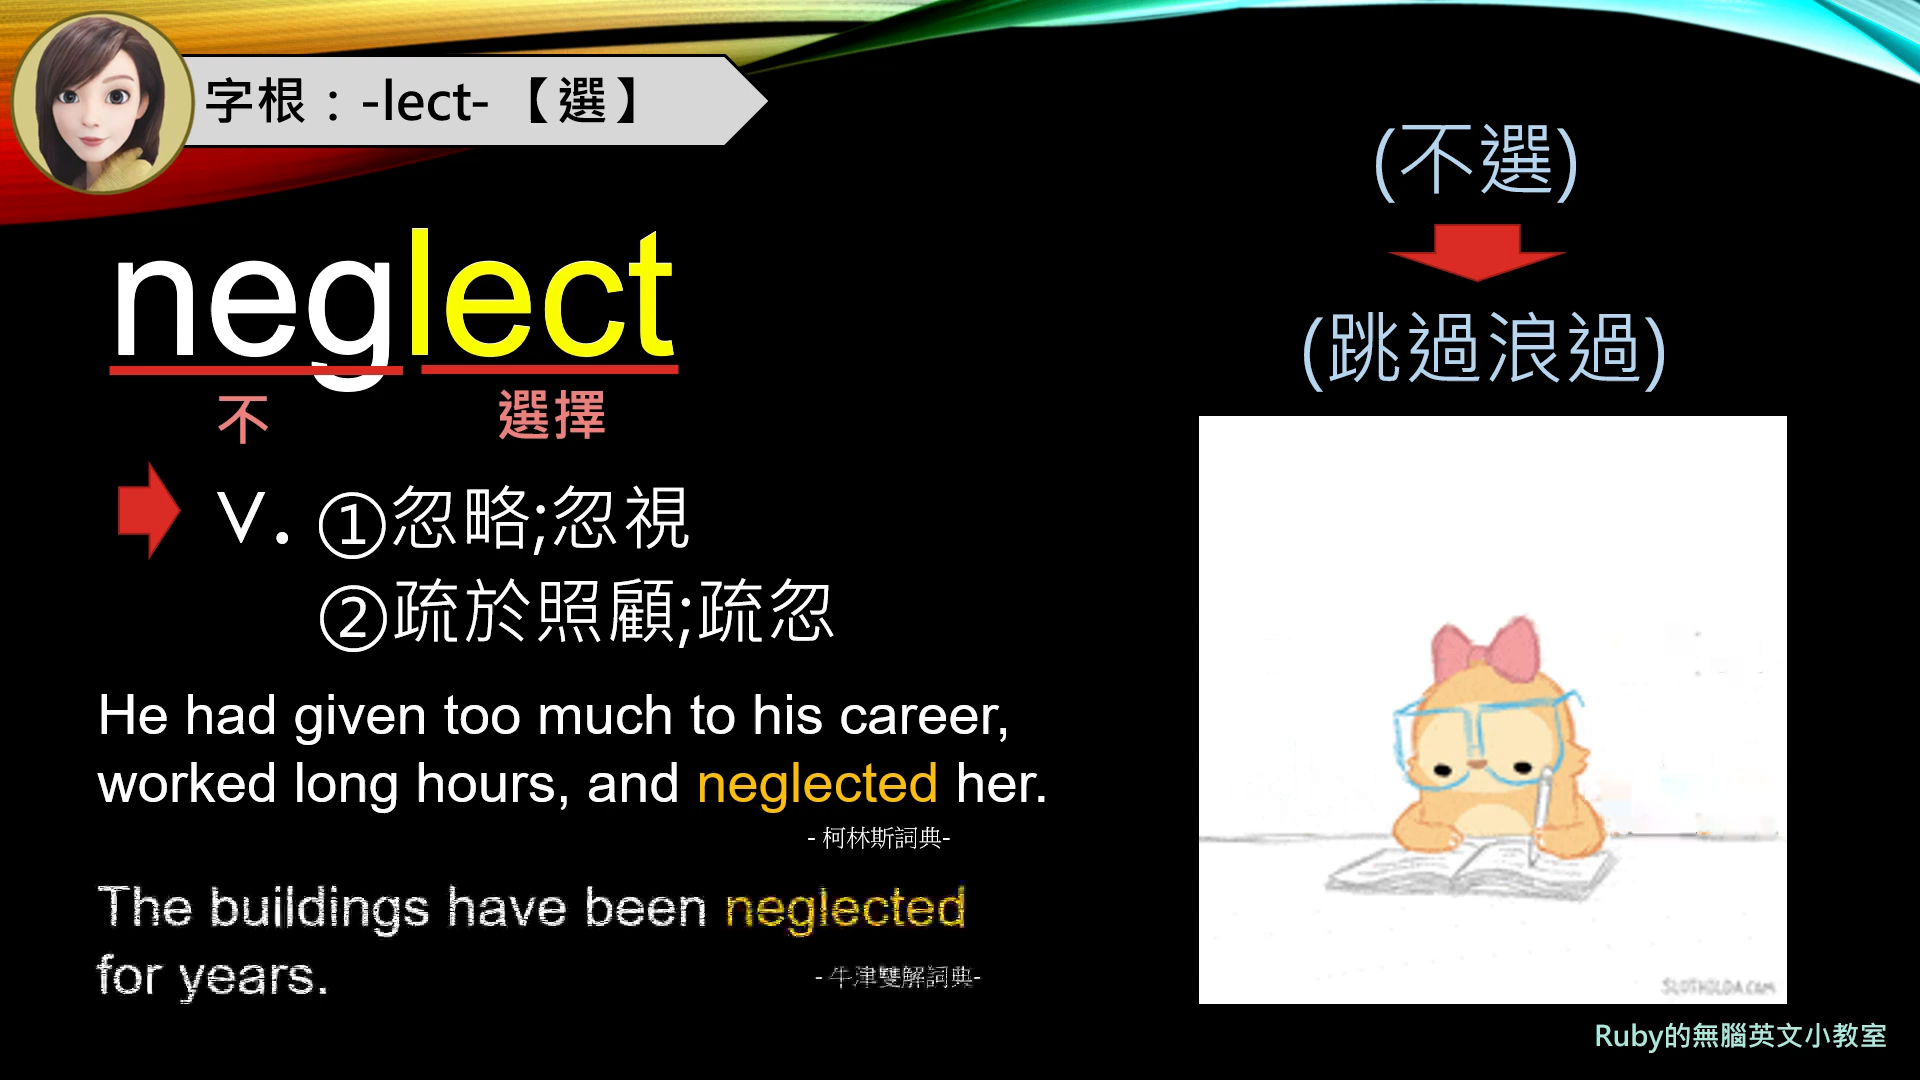 字根：-lect-【選】
neglect
不 選擇
v. ①忽略;忽視
②疏於照顧;疏忽
He had given too much to his career,
worked long hours, and neglected her.
- 柯林斯詞典-
The buildings have been neglected
for years.
- 牛津雙解詞典-
(不選)
(跳過浪過)
SLOTHILDA.COM
Ruby的無腦英文小教室